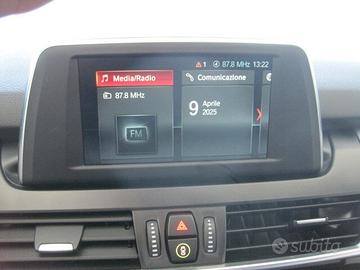 1 87.8 MHz 13:22
Media/Radio
Comunicazione
87.8 MHz
FM
9 Aprile
2025
subito